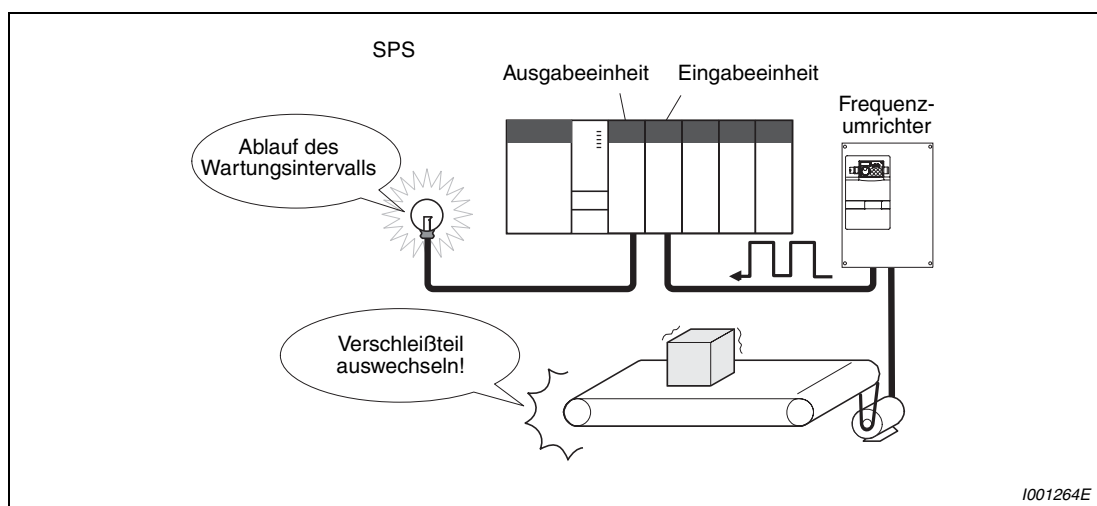 SPS
Ausgabeeinheit
Eingabeeinheit
Frequenz-
umrichter
Ablauf des
Wartungsintervalls
Verschleißteil
auswechseln!
I001264E